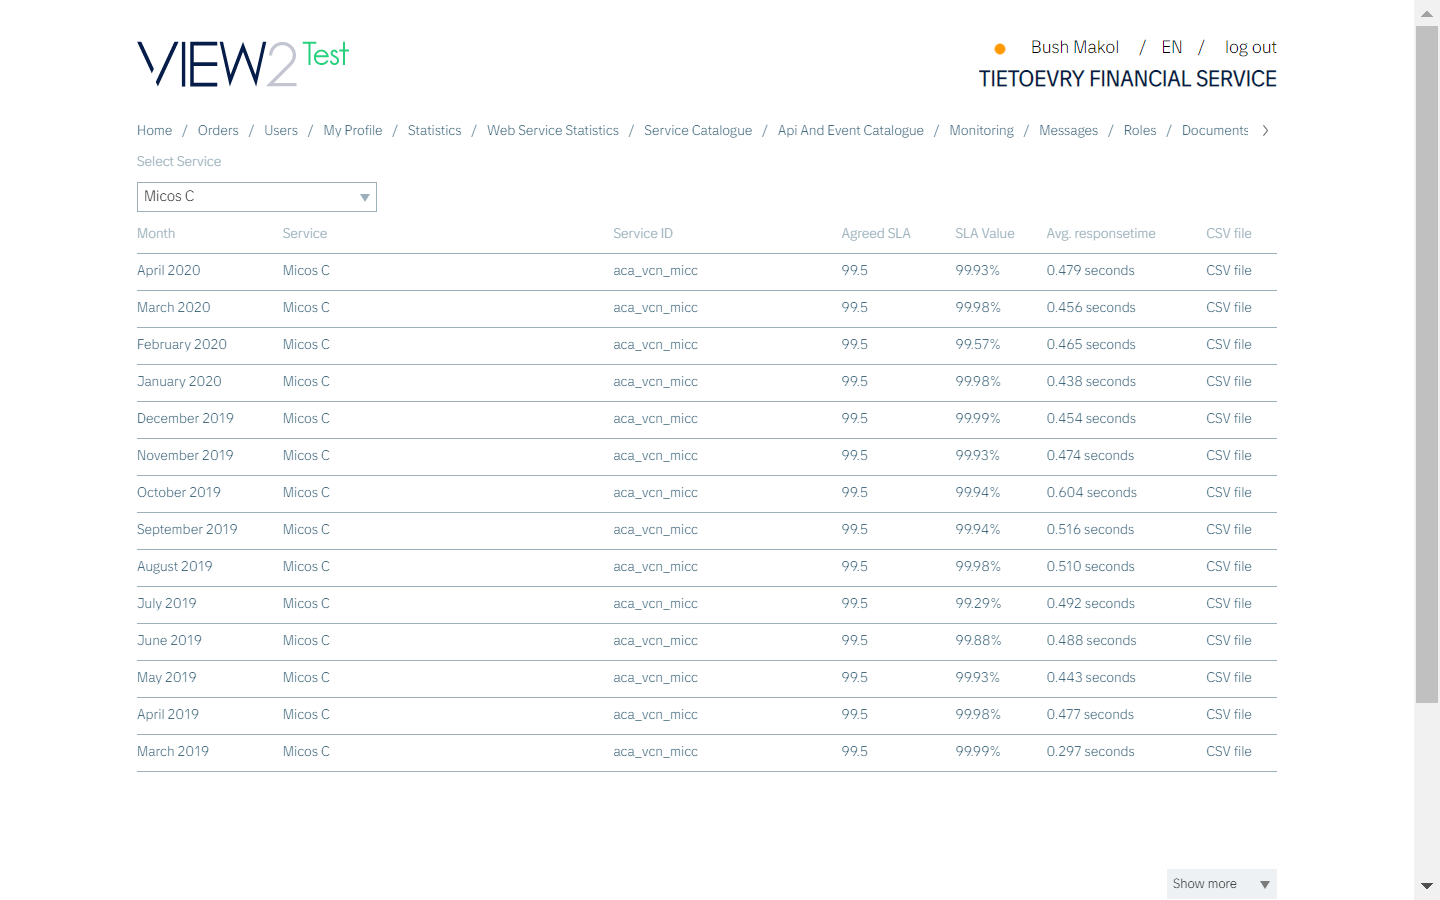 VIEW2 Test
Bush Makol / EN / log out
TIETOEVRY FINANCIAL SERVICE
Home / Orders / Users / My Profile / Statistics / Web Service Statistics / Service Catalogue / Api And Event Catalogue / Monitoring / Messages / Roles / Documents
Select Service
Micos C
Month Service Service ID Agreed SLA SLA Value Avg. responsetime CSV file
April 2020 Micos C aca_vcn_micc 99.5 99.93% 0.479 seconds CSV file
March 2020 Micos C aca_vcn_micc 99.5 99.98% 0.456 seconds CSV file
February 2020 Micos C aca_vcn_micc 99.5 99.57% 0.465 seconds CSV file
January 2020 Micos C aca_vcn_micc 99.5 99.98% 0.438 seconds CSV file
December 2019 Micos C aca_vcn_micc 99.5 99.99% 0.454 seconds CSV file
November 2019 Micos C aca_vcn_micc 99.5 99.93% 0.474 seconds CSV file
October 2019 Micos C aca_vcn_micc 99.5 99.94% 0.604 seconds CSV file
September 2019 Micos C aca_vcn_micc 99.5 99.94% 0.516 seconds CSV file
August 2019 Micos C aca_vcn_micc 99.5 99.98% 0.510 seconds CSV file
July 2019 Micos C aca_vcn_micc 99.5 99.29% 0.492 seconds CSV file
June 2019 Micos C aca_vcn_micc 99.5 99.88% 0.488 seconds CSV file
May 2019 Micos C aca_vcn_micc 99.5 99.93% 0.443 seconds CSV file
April 2019 Micos C aca_vcn_micc 99.5 99.98% 0.477 seconds CSV file
March 2019 Micos C aca_vcn_micc 99.5 99.99% 0.297 seconds CSV file
Show more